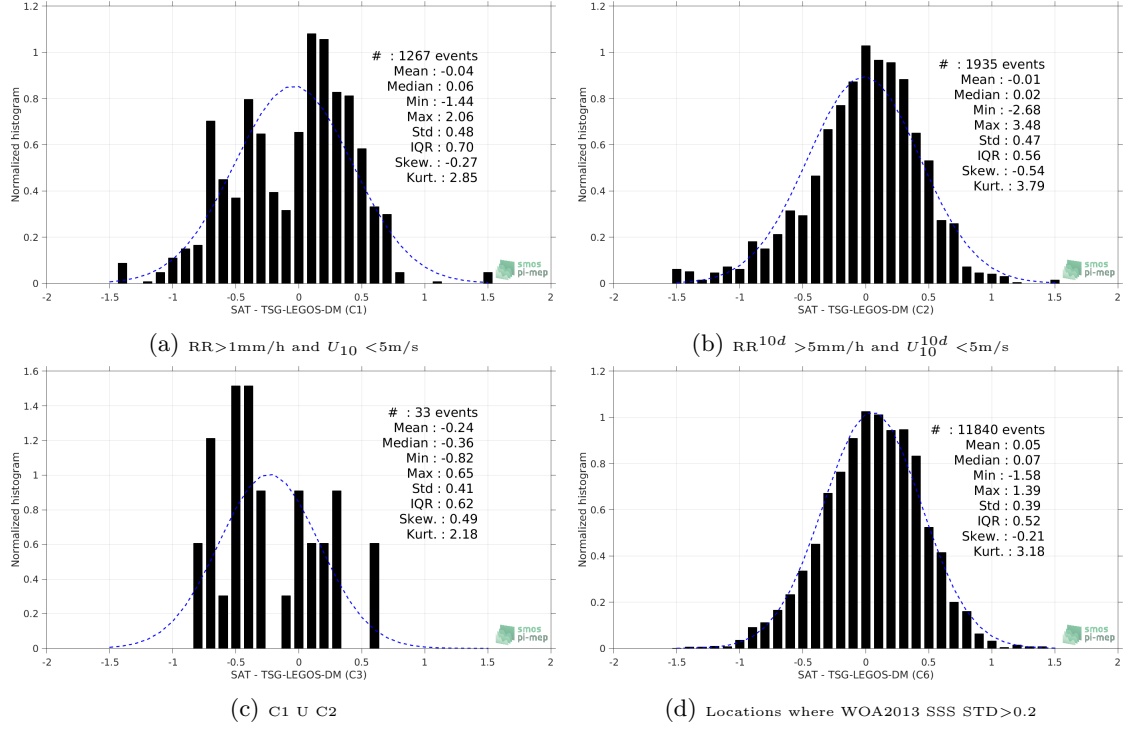 1.2
1
0.8
0.6
0.4
0.2
0
Normalized histogram
# : 1267 events
Mean : -0.04
Median : 0.06
Min : -1.44
Max : 2.06
Std : 0.48
IQR : 0.70
Skew. : -0.27
Kurt. : 2.85
smos
pi-mep
-2 -1.5 -1 -0.5 0 0.5 1 1.5 2
SAT - TSG-LEGOS-DM (C1)
(a) RR>1mm/h and U10 <5m/s
1.2
1
0.8
0.6
0.4
0.2
0
Normalized histogram
# : 1935 events
Mean : -0.01
Median : 0.02
Min : -2.68
Max : 3.48
Std : 0.47
IQR : 0.56
Skew. : -0.54
Kurt. : 3.79
smos
pi-mep
-2 -1.5 -1 -0.5 0 0.5 1 1.5 2
SAT - TSG-LEGOS-DM (C2)
(b) RR10d >5mm/h and U10 10d <5m/s
1.6
1.4
1.2
1
0.8
0.6
0.4
0.2
0
Normalized histogram
# : 33 events
Mean : -0.24
Median : -0.36
Min : -0.82
Max : 0.65
Std : 0.41
IQR : 0.62
Skew. : 0.49
Kurt. : 2.18
smos
pi-mep
-2 -1.5 -1 -0.5 0 0.5 1 1.5 2
SAT - TSG-LEGOS-DM (C3)
(c) C1 U C2
1.2
1
0.8
0.6
0.4
0.2
0
Normalized histogram
# : 11840 events
Mean : 0.05
Median : 0.07
Min : -1.58
Max : 1.39
Std : 0.39
IQR : 0.52
Skew. : -0.21
Kurt. : 3.18
smos
pi-mep
-2 -1.5 -1 -0.5 0 0.5 1 1.5 2
SAT - TSG-LEGOS-DM (C6)
(d) Locations where WOA2013 SSS STD>0.2